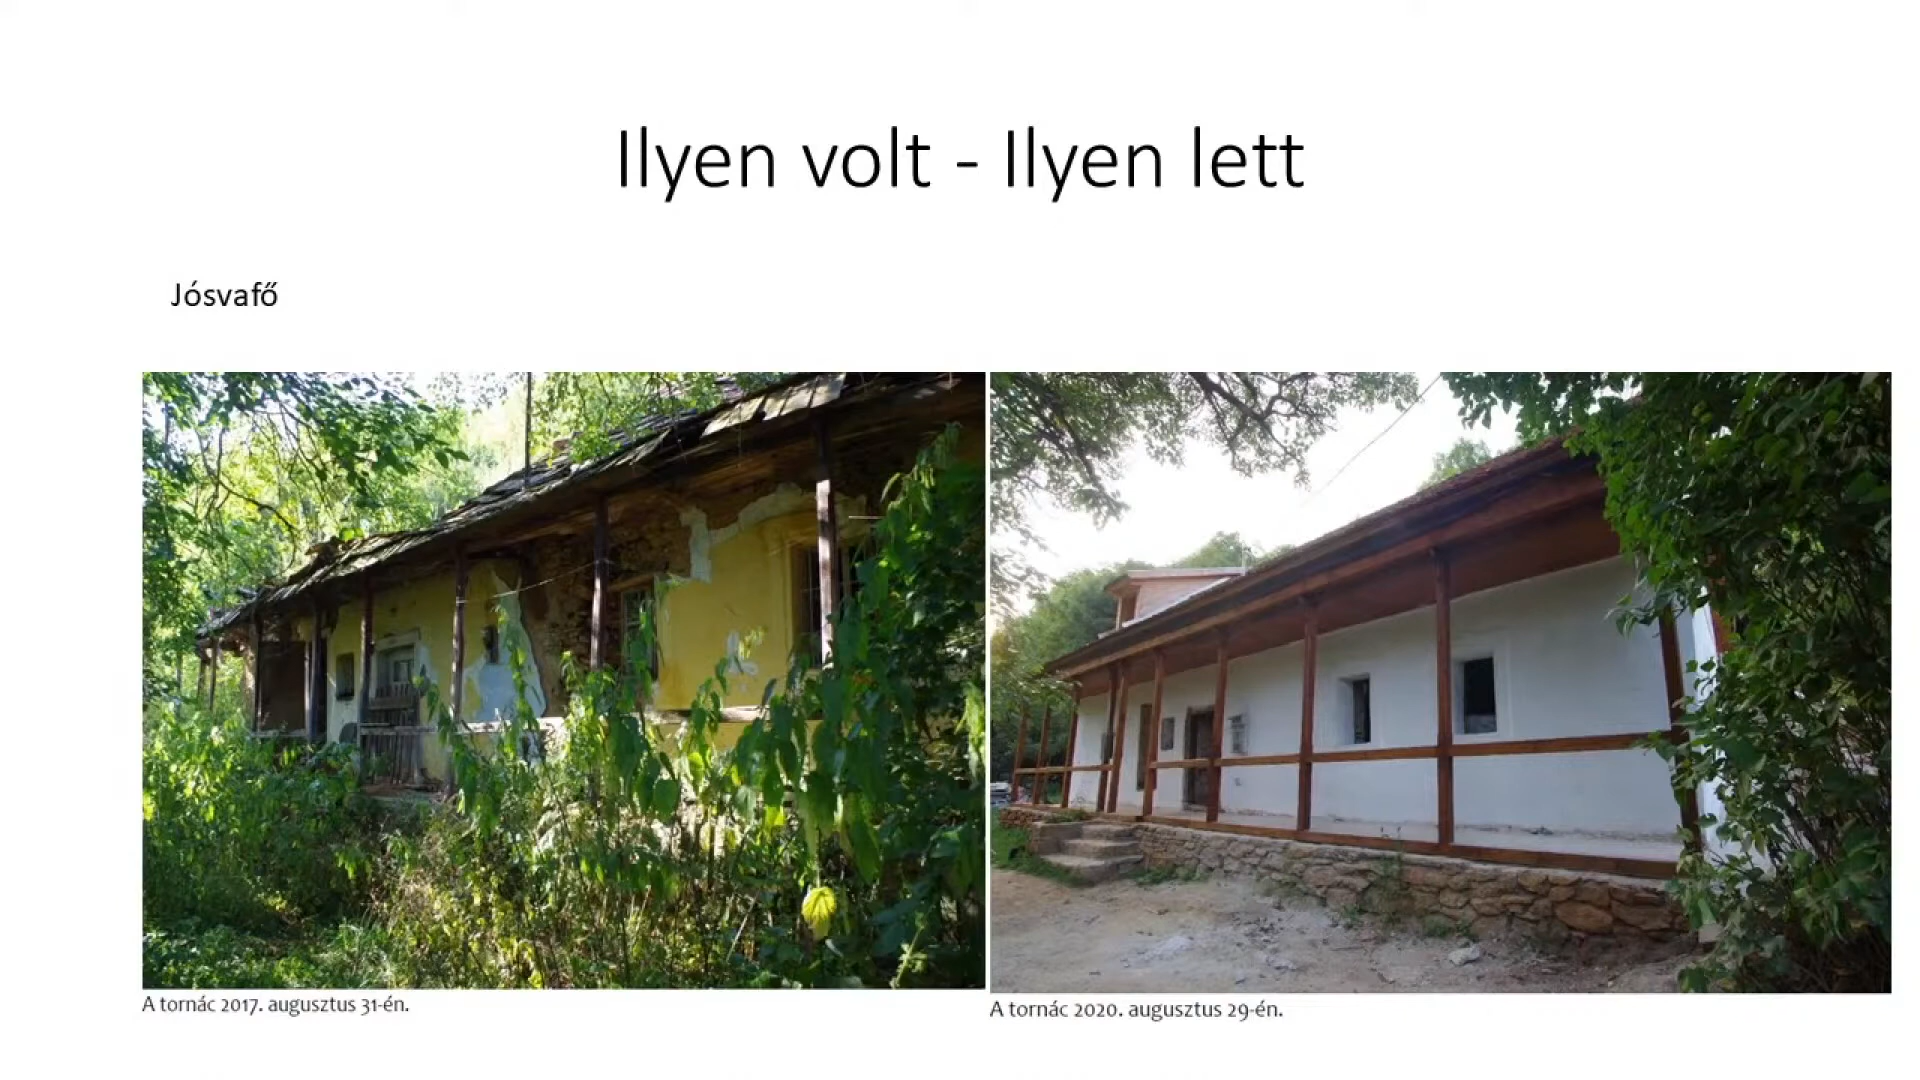 Ilyen volt - Ilyen lett
Jósvafő
A tornác 2017. augusztus 31-én.
A tornác 2020. augusztus 29-én.